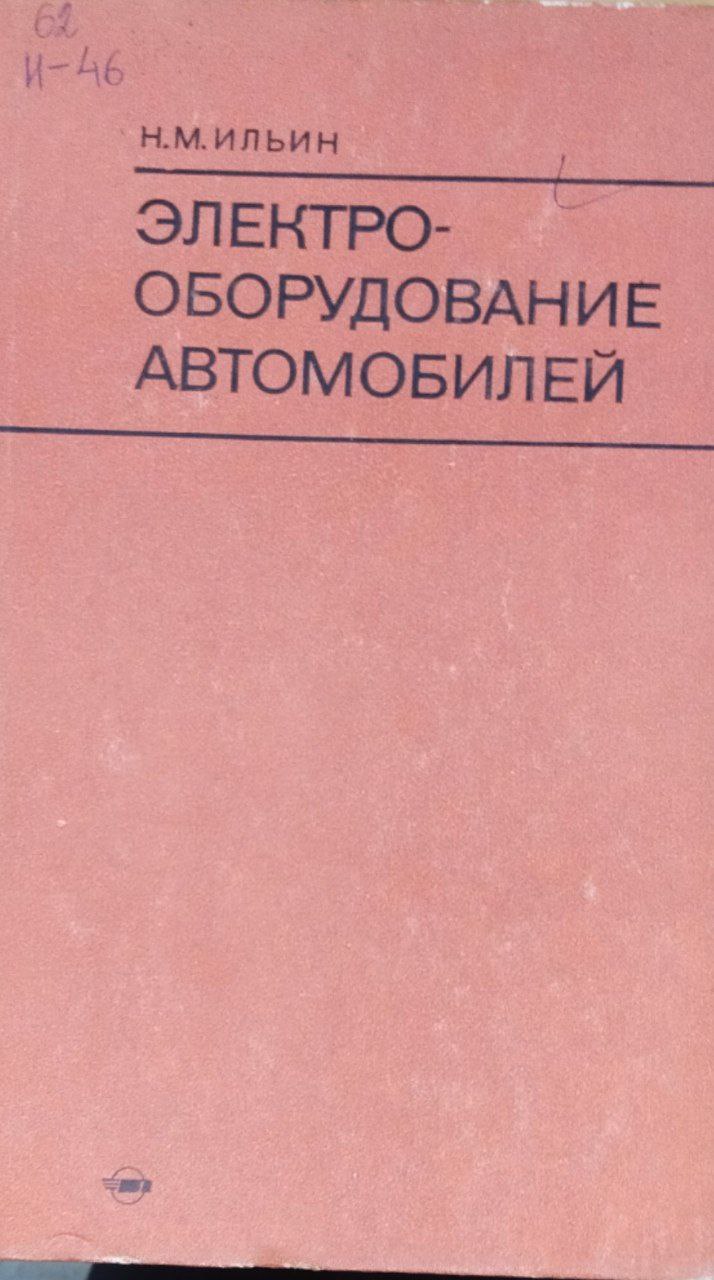 62
И-46
Н.М.ИЛЬИН
ЭЛЕКТРО-
ОБОРУДОВАНИЕ
АВТОМОБИЛЕЙ